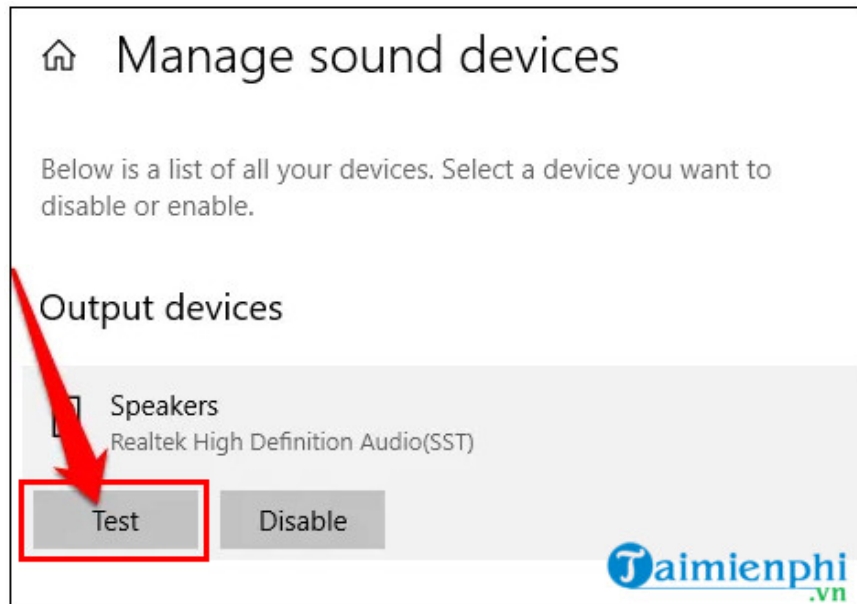 Manage sound devices
Below is a list of all your devices. Select a device you want to
disable or enable.
Output devices
Speakers
Realtek High Definition Audio(SST)
Test
Disable
Taimienphi
.vn